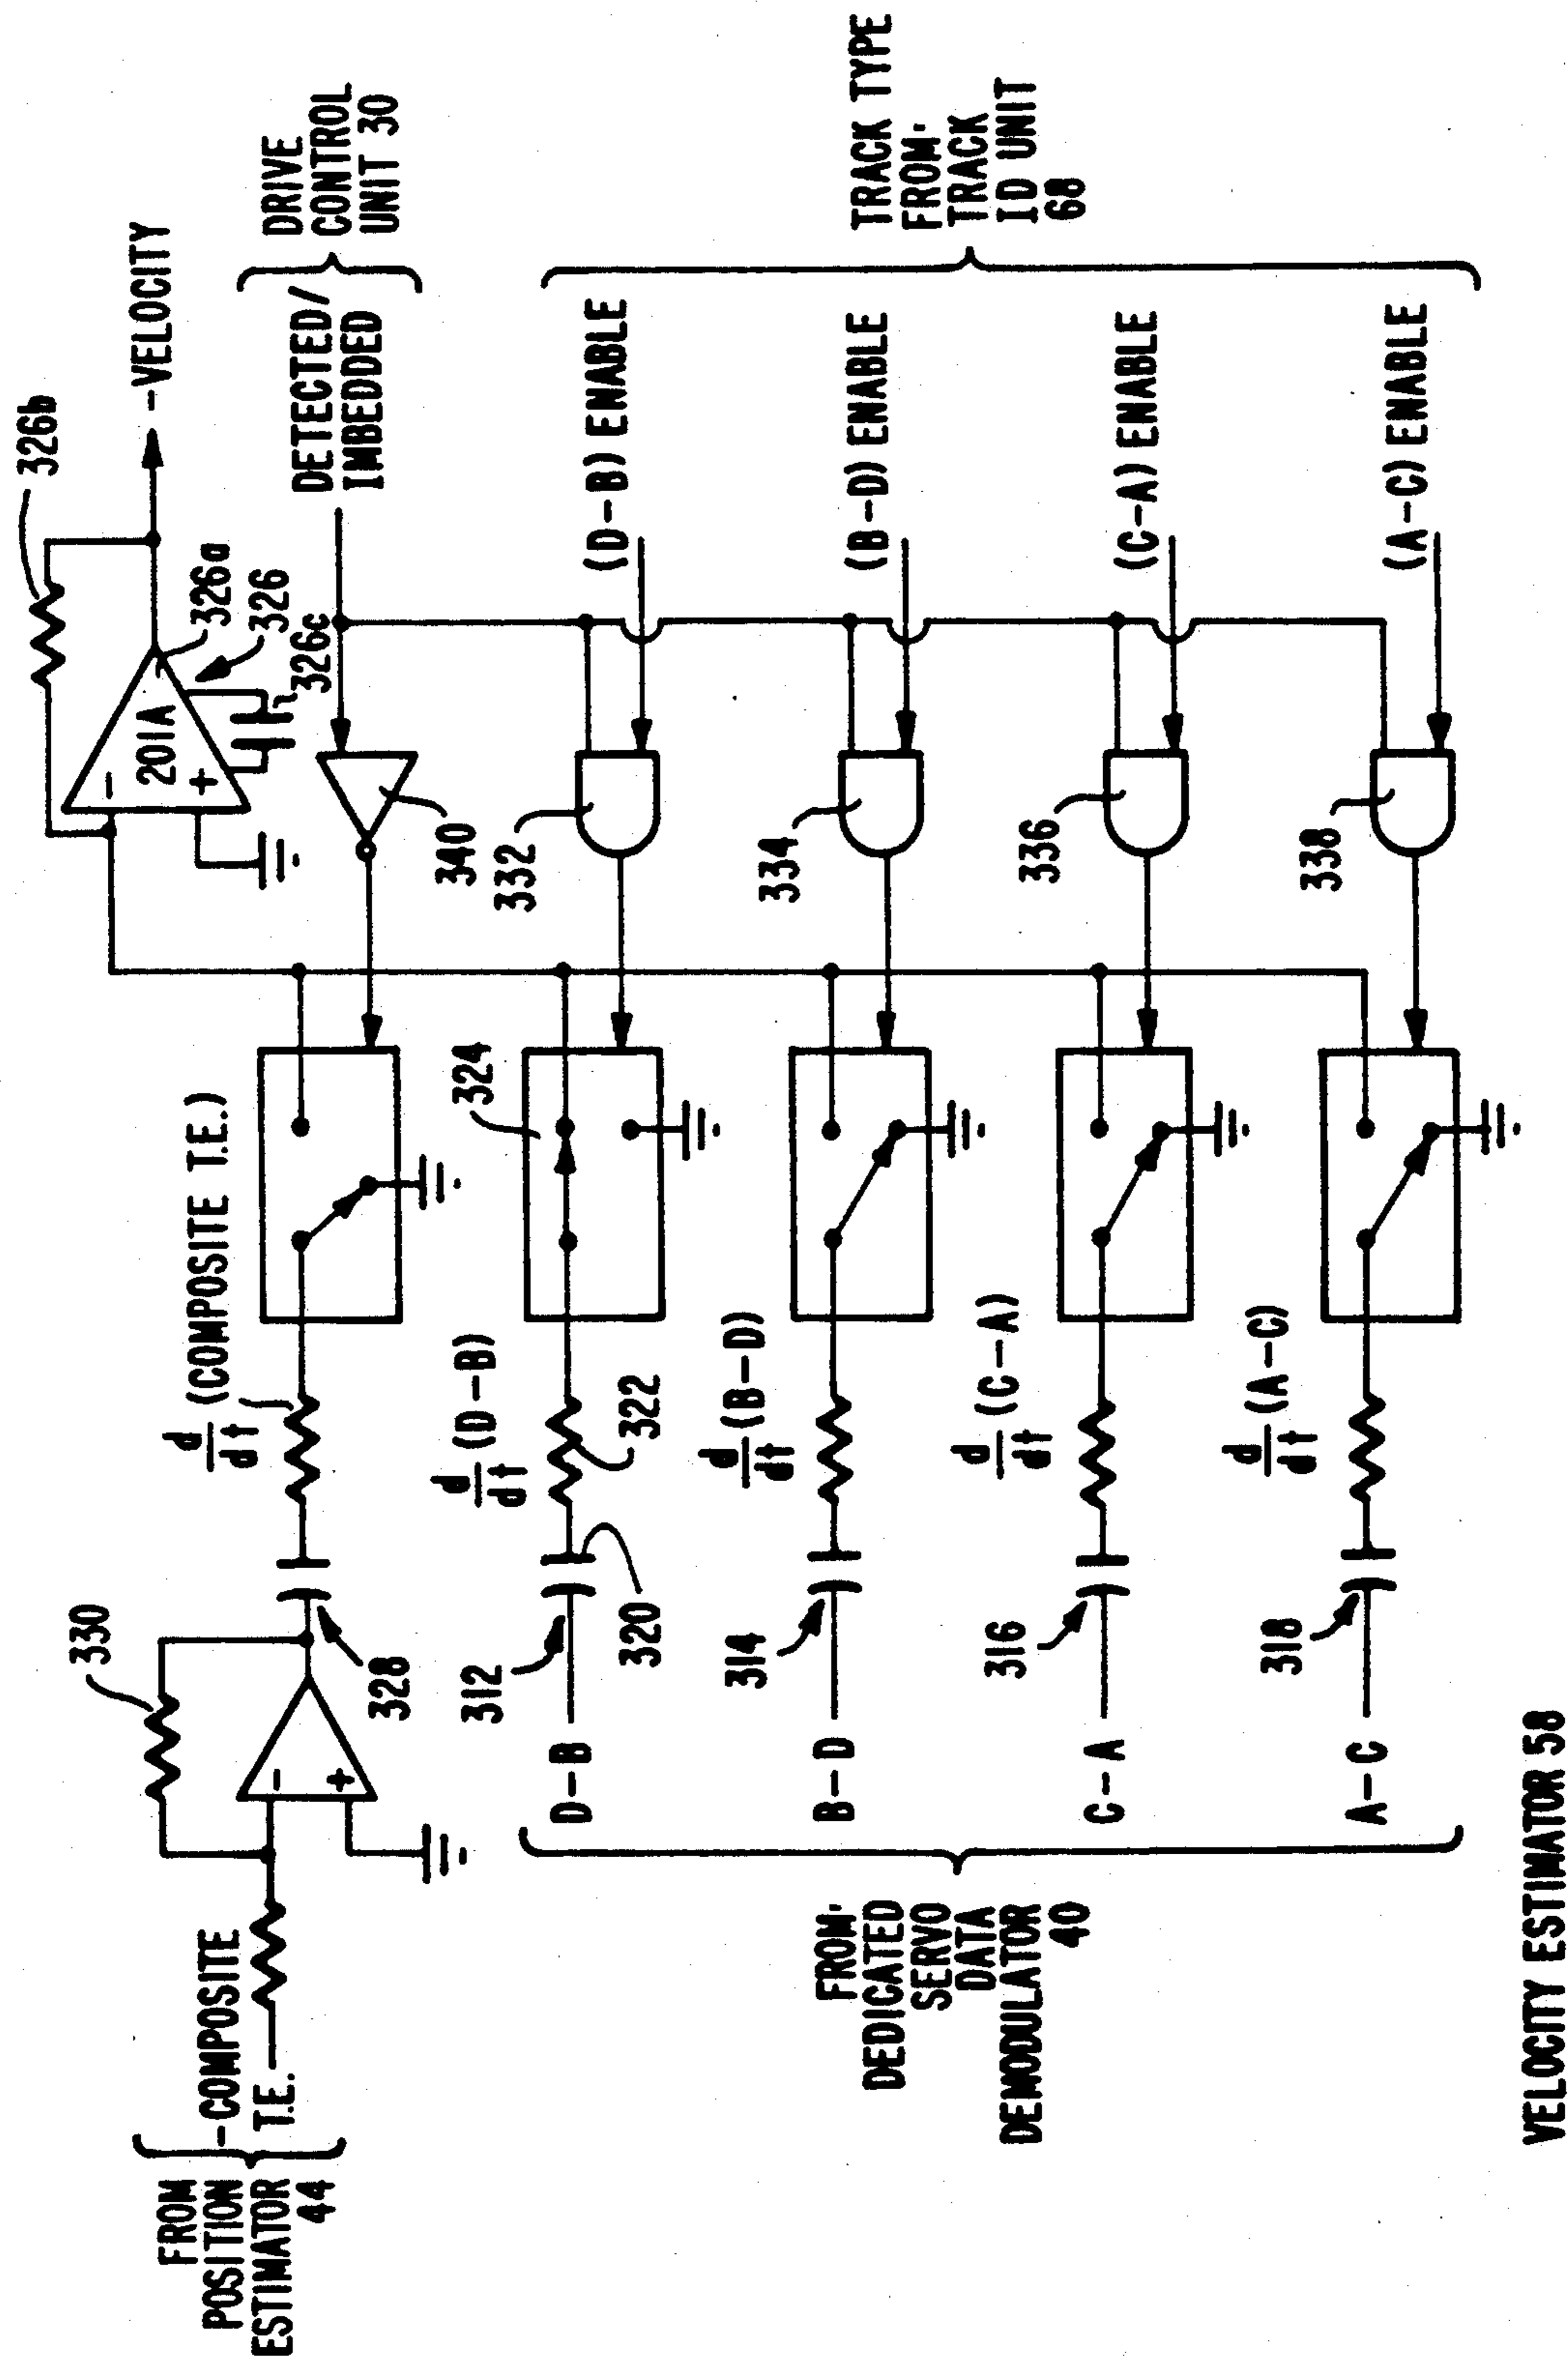 FROM
POSITION
ESTIMATOR
44
-COMPOSITE
T.E.
330
328
d/dt (COMPOSITE T.E.)
326b
-VELOCITY
201A
-
+
326a
326
326c
-
+
DETECTED/
IMBEDDED
DRIVE
CONTROL
UNIT 30
340
FROM·
DEDICATED
SERVO
DATA
DEMODULATOR
40
D-B
312
320
d/dt (D-B)
322
324
332
(D-B) ENABLE
B-D
314
d/dt (B-D)
334
(B-D) ENABLE
C-A
316
d/dt (C-A)
336
(C-A) ENABLE
A-C
318
d/dt (A-C)
338
(A-C) ENABLE
TRACK TYPE
FROM·
TRACK
ID UNIT
68
VELOCITY ESTIMATOR 58